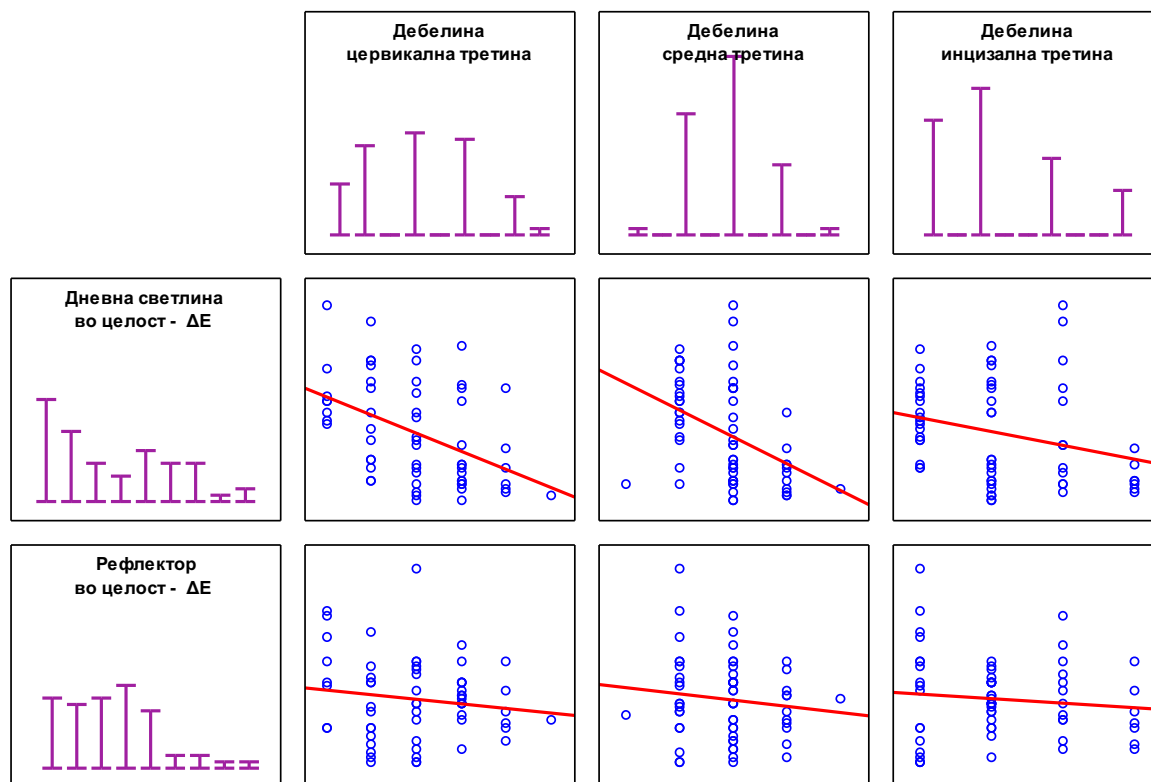 Дебелина
цервикална третина
Дебелина
средна третина
Дебелина
инцизална третина
Дневна светлина
во целост -  ΔE
Рефлектор
во целост -  ΔE